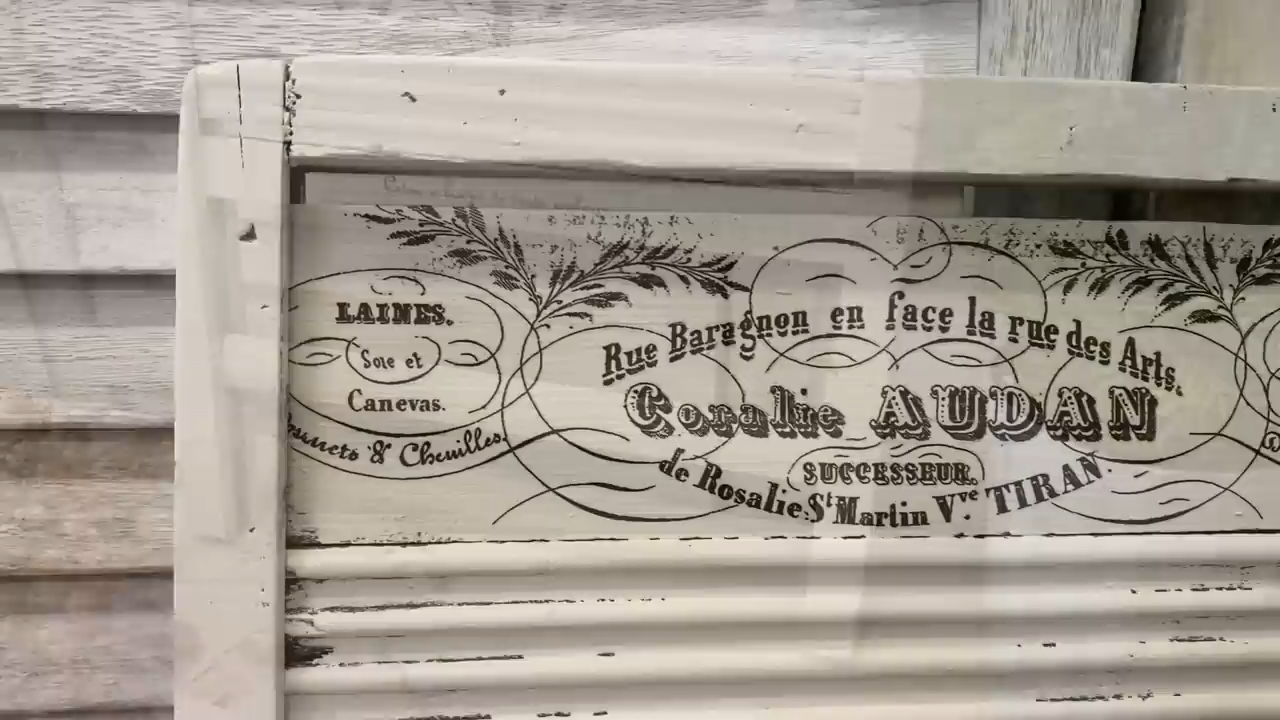 LAINES.
Soie et
Canevas.
& Chenilles.
Rue Baragnon en face la rue des Arts.
Coralie AUDAN
SUCCESSEUR.
de Rosalie St Martin Vve TIRAN.